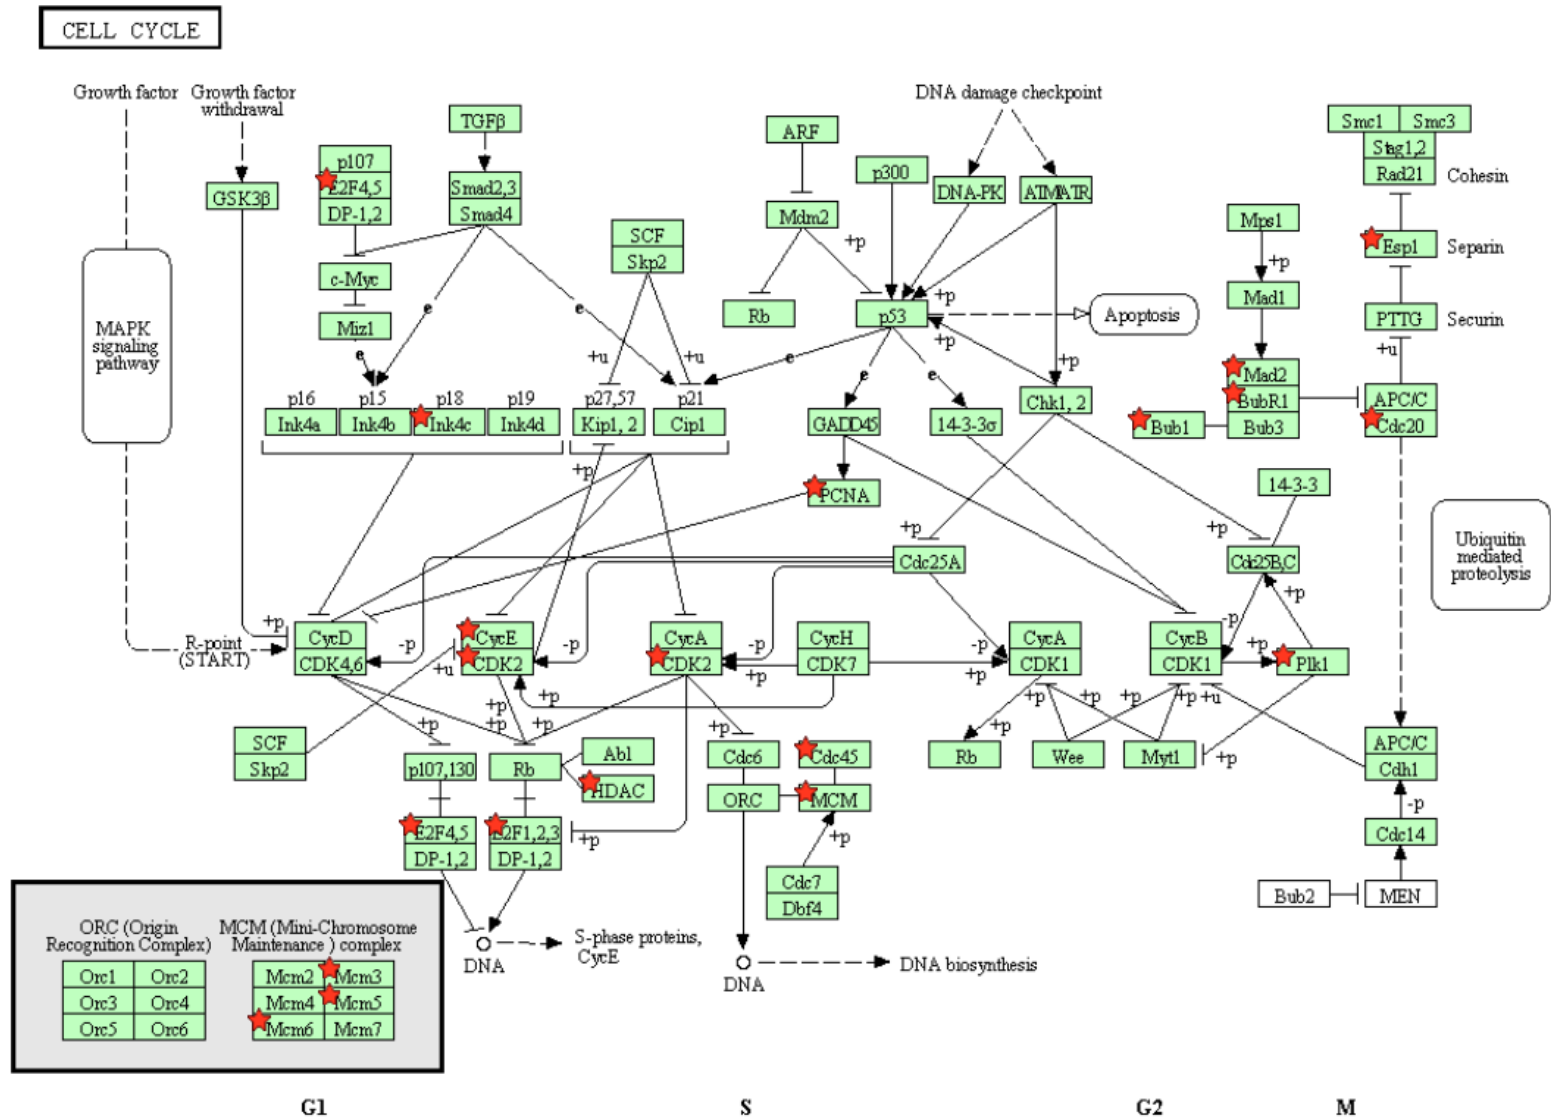 CELL CYCLE
Growth factor
Growth factor
withdrawal
DNA damage checkpoint
TGFβ
ARF
Smc1 Smc3
p107
p300
Stag1,2
E2F4,5
Smad2,3
DNA-PK
ATM/ATR
Rad21
Cohesin
GSK3β
DP-1,2
Smad4
Mdm2
Mps1
SCF
+p
Esp1
Separin
Skp2
c-Myc
+p
Mad1
e
e
Rb
p53
+p
Apoptosis
PTTG
Securin
Miz1
MAPK
signaling
pathway
e
+u
+u
e
+p
+p
+u
e
e
Mad2
p16
p15
p18
p19
p27,57
p21
Chk1, 2
BubR1
APC/C
Ink4a
Ink4b
Ink4c
Ink4d
Kip1, 2
Cip1
GADD45
14-3-3σ
Bub1
Bub3
Cdc20
+p
PCNA
14-3-3
+p
+p
Ubiquitin
mediated
proteolysis
Cdc25A
Cdc25B,C
+p
R-point
(START)
CycD
-p
CycE
-p
CycA
-p
CycH
-p
CycA
CycB
-p
+p
CDK4,6
+u
CDK2
CDK2
+p
CDK7
+p
CDK1
CDK1
+p
Plk1
+p
+p
+p
+p
+p
+p
+p
+u
+p
+p
+p
+p
SCF
Skp2
p107,130
Rb
Abl
HDAC
Cdc6
Cdc45
Rb
Wee
Myt1
+p
APC/C
Cdh1
ORC
MCM
-p
E2F4,5
E2F1,2,3
+p
+p
Cdc14
DP-1,2
DP-1,2
Cdc7
Dbf4
Bub2
MEN
ORC (Origin
Recognition Complex)
MCM (Mini-Chromosome
Maintenance ) complex
S-phase proteins,
CycE
DNA
DNA biosynthesis
DNA
Orc1 Orc2
Mcm2 Mcm3
Orc3 Orc4
Mcm4 Mcm5
Orc5 Orc6
Mcm6 Mcm7
G1
S
G2
M